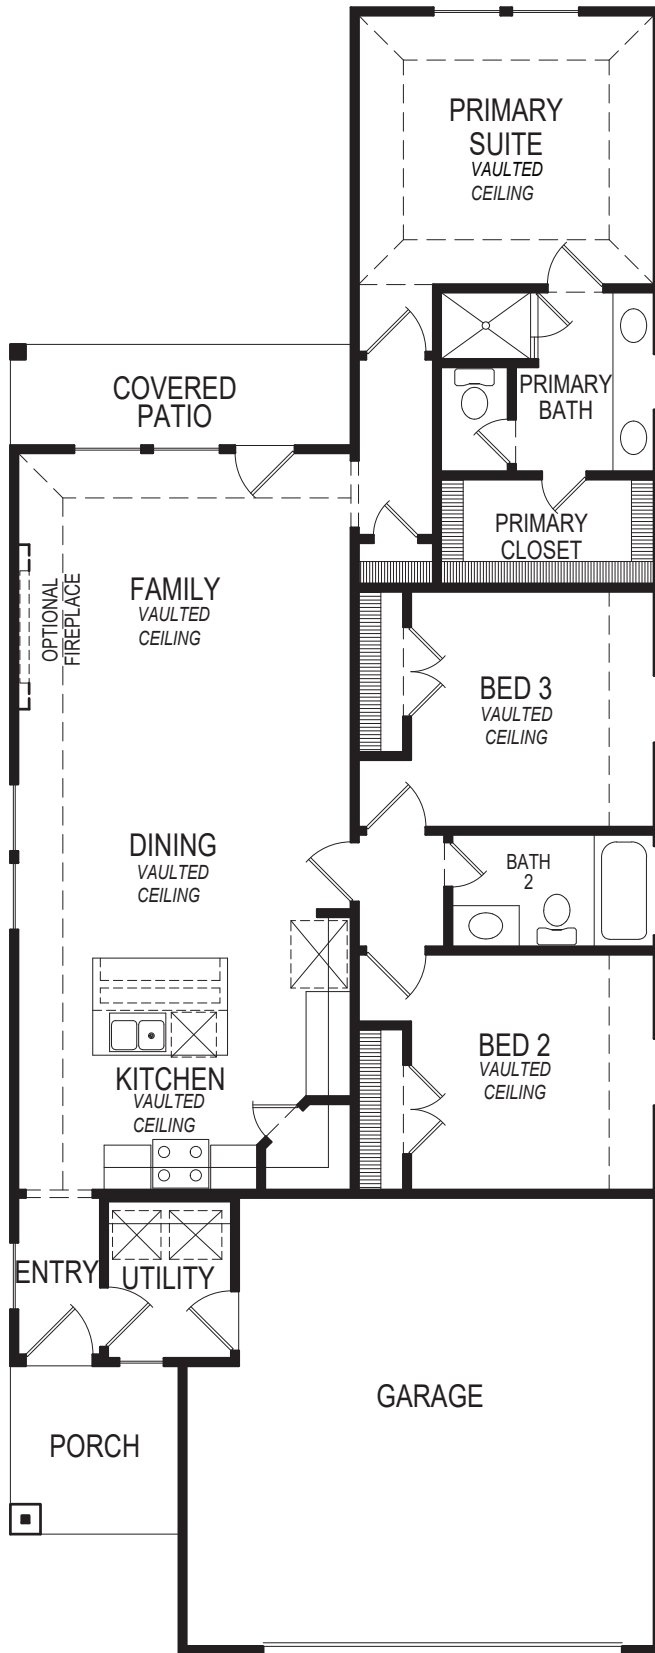 PRIMARY
SUITE
VAULTED
CEILING
COVERED
PATIO
PRIMARY
BATH
PRIMARY
CLOSET
FAMILY
VAULTED
CEILING
OPTIONAL
FIREPLACE
BED 3
VAULTED
CEILING
DINING
VAULTED
CEILING
BATH
2
KITCHEN
VAULTED
CEILING
BED 2
VAULTED
CEILING
ENTRY
UTILITY
GARAGE
PORCH